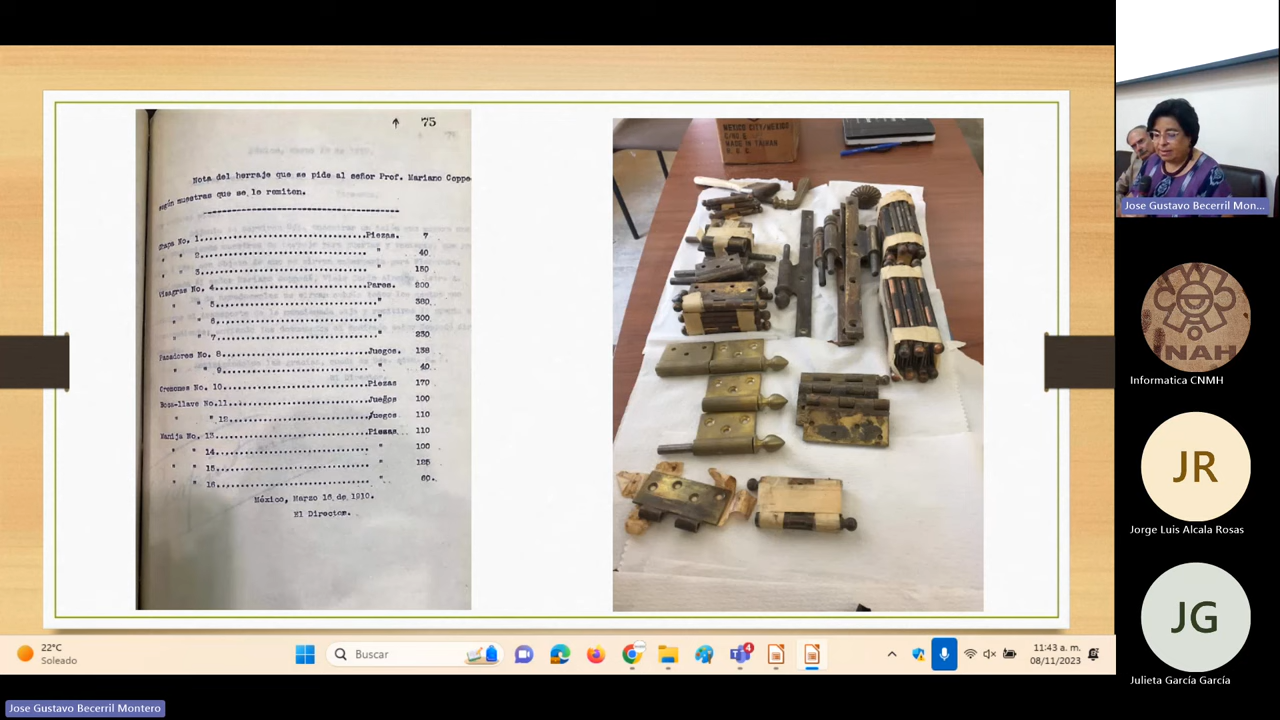 75
Nota del herraje que se pide al señor Prof. Mariano Coppe
según muestras que se le remiten.
Chapa No. 1 Piezas. 7
" " 2 " 40
" " 3 " 150
Visagras No. 4 Pares. 200
" " 5 " 380
" " 6 " 300
" " 7 " 250
Pasadores No. 8 Juegos. 138
" " 9 " 40
Cremones No. 10 Piezas 170
Boca-llave No.11 Juegos 100
" " 12 Juegos 110
Manija No. 13 Piezas 110
" " 14 " 100
" " 15 " 125
" " 16 " 60.
México, Marzo 16 de 1910.
El Director.
MEXICO CITY/MEXICO
C/NO 6
MADE IN TAIWAN
R. O. C.
Jose Gustavo Becerril Mon...
INAH
Informatica CNMH
JR
Jorge Luis Alcala Rosas
JG
Julieta García García
22°C
Soleado
Buscar
4
11:43 a. m.
08/11/2023
Jose Gustavo Becerril Montero